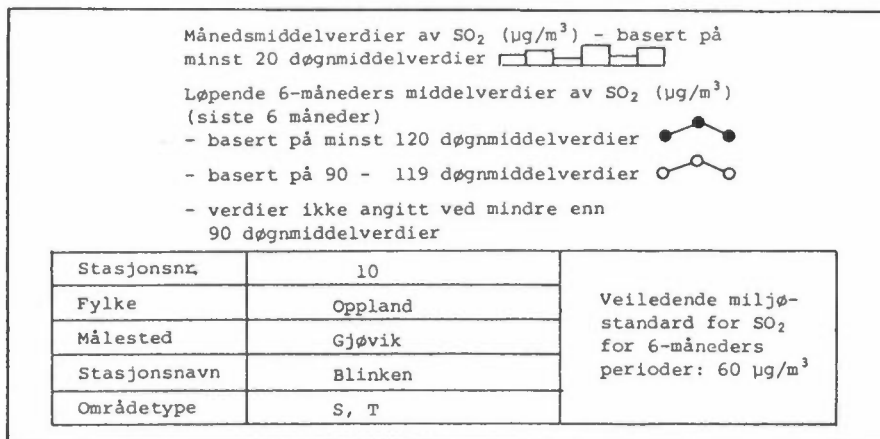 Månedsmiddelverdier av SO₂ (µg/m³) - basert på
minst 20 døgnmiddelverdier
Løpende 6-måneders middelverdier av SO₂ (µg/m³)
(siste 6 måneder)
- basert på minst 120 døgnmiddelverdier
- basert på 90 - 119 døgnmiddelverdier
- verdier ikke angitt ved mindre enn
90 døgnmiddelverdier
Stasjonsnr. 10
Fylke Oppland
Målested Gjøvik
Stasjonsnavn Blinken
Områdetype S, T
Veiledende miljø-
standard for SO₂
for 6-måneders
perioder: 60 µg/m³